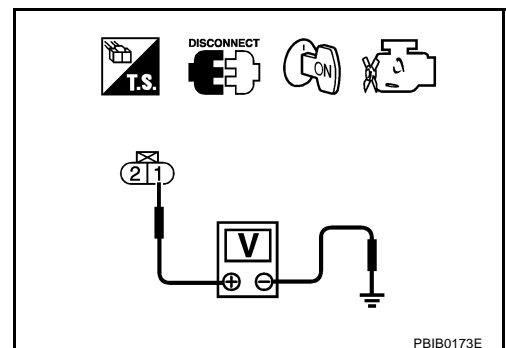 DISCONNECT
T.S.
ON
2 1
V
+ −
PBIB0173E